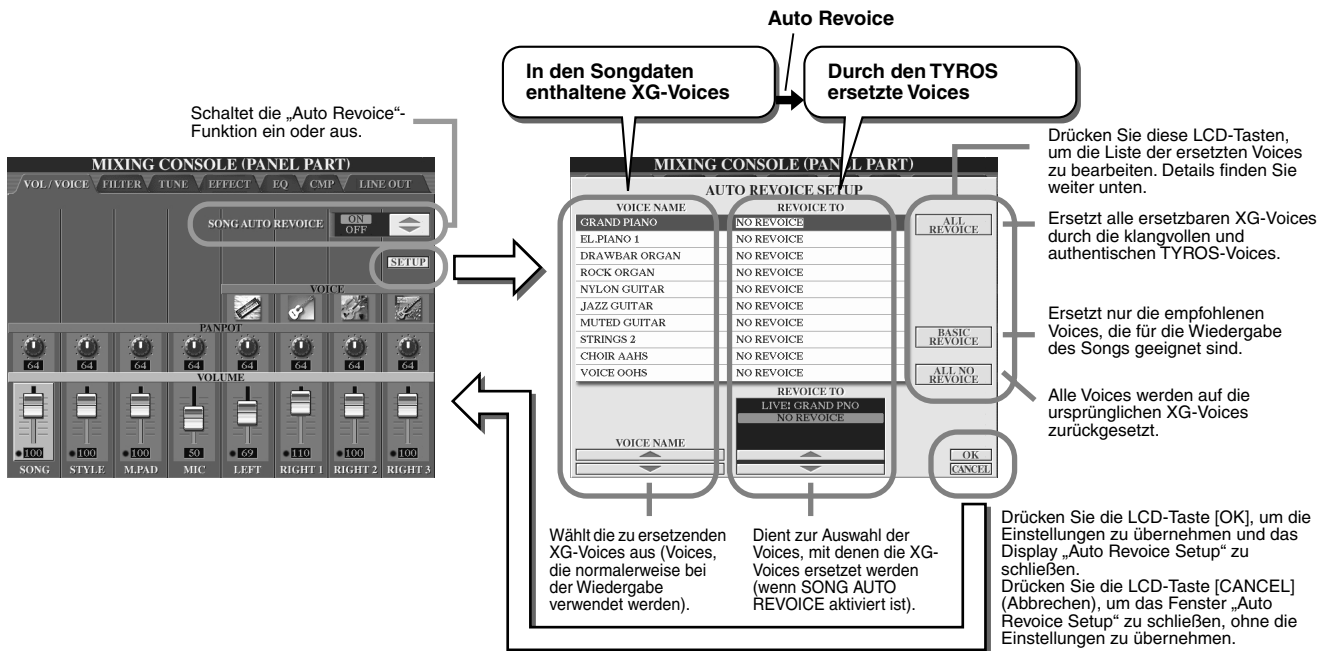 Auto Revoice
In den Songdaten
enthaltene XG-Voices
Durch den TYROS
ersetzte Voices
Schaltet die „Auto Revoice“-
Funktion ein oder aus.
MIXING CONSOLE (PANEL PART)
VOL / VOICE FILTER TUNE EFFECT EQ CMP LINE OUT
SONG AUTO REVOICE ON
OFF
SETUP
VOICE
PANPOT
64 64 64 64 64 64 64 64
VOLUME
100 100 100 50 69 110 100 100
SONG STYLE M.PAD MIC LEFT RIGHT 1 RIGHT 2 RIGHT 3
MIXING CONSOLE (PANEL PART)
AUTO REVOICE SETUP
VOICE NAME REVOICE TO
GRAND PIANO NO REVOICE
EL.PIANO 1 NO REVOICE
DRAWBAR ORGAN NO REVOICE
ROCK ORGAN NO REVOICE
NYLON GUITAR NO REVOICE
JAZZ GUITAR NO REVOICE
MUTED GUITAR NO REVOICE
STRINGS 2 NO REVOICE
CHOIR AAHS NO REVOICE
VOICE OOHS NO REVOICE
REVOICE TO
LIVE! GRAND PNO
NO REVOICE
VOICE NAME
ALL
REVOICE
BASIC
REVOICE
ALL NO
REVOICE
OK
CANCEL
Drücken Sie diese LCD-Tasten,
um die Liste der ersetzten Voices
zu bearbeiten. Details finden Sie
weiter unten.
Ersetzt alle ersetzbaren XG-Voices
durch die klangvollen und
authentischen TYROS-Voices.
Ersetzt nur die empfohlenen
Voices, die für die Wiedergabe
des Songs geeignet sind.
Alle Voices werden auf die
ursprünglichen XG-Voices
zurückgesetzt.
Wählt die zu ersetzenden
XG-Voices aus (Voices,
die normalerweise bei
der Wiedergabe
verwendet werden).
Dient zur Auswahl der
Voices, mit denen die XG-
Voices ersetzet werden
(wenn SONG AUTO
REVOICE aktiviert ist).
Drücken Sie die LCD-Taste [OK], um die
Einstellungen zu übernehmen und das
Display „Auto Revoice Setup“ zu
schließen.
Drücken Sie die LCD-Taste [CANCEL]
(Abbrechen), um das Fenster „Auto
Revoice Setup“ zu schließen, ohne die
Einstellungen zu übernehmen.